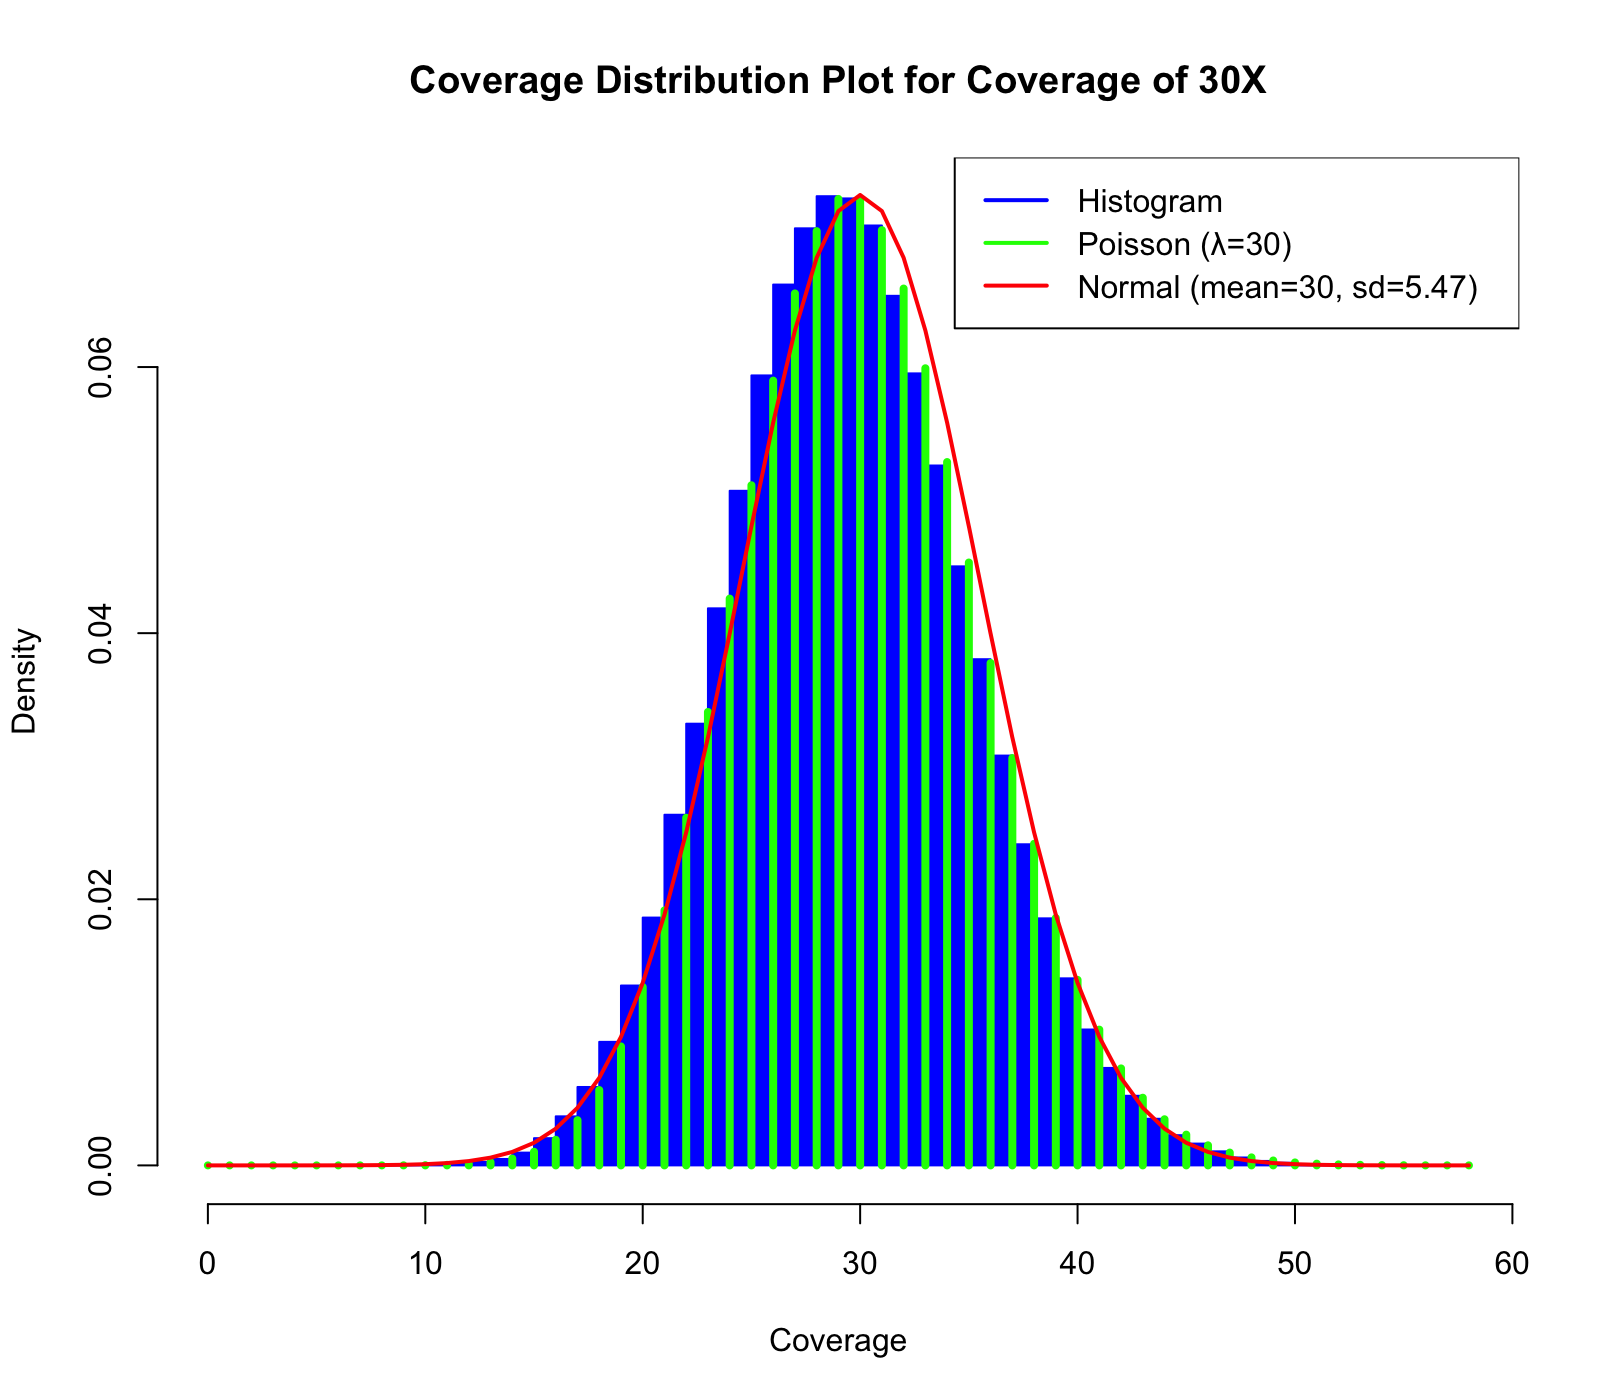 Coverage Distribution Plot for Coverage of 30X
Histogram
Poisson (λ=30)
Normal (mean=30, sd=5.47)
Density
0.06
0.04
0.02
0.00
0 10 20 30 40 50 60
Coverage